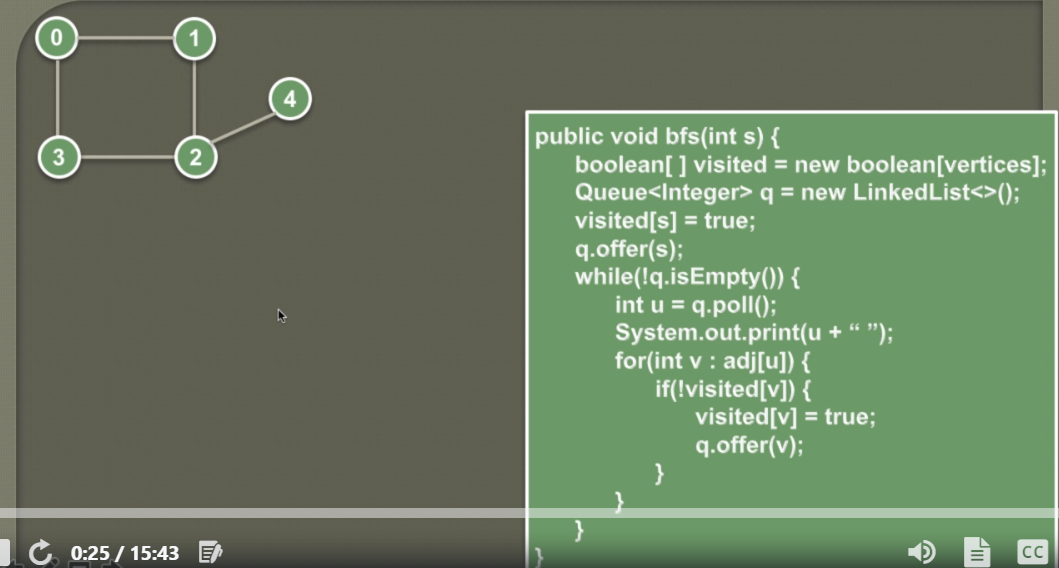 0 1
4
3 2
public void bfs(int s) {
boolean[ ] visited = new boolean[vertices];
Queue<Integer> q = new LinkedList<>();
visited[s] = true;
q.offer(s);
while(!q.isEmpty()) {
int u = q.poll();
System.out.print(u + “ ”);
for(int v : adj[u]) {
if(!visited[v]) {
visited[v] = true;
q.offer(v);
}
}
}
}
0:25 / 15:43
CC